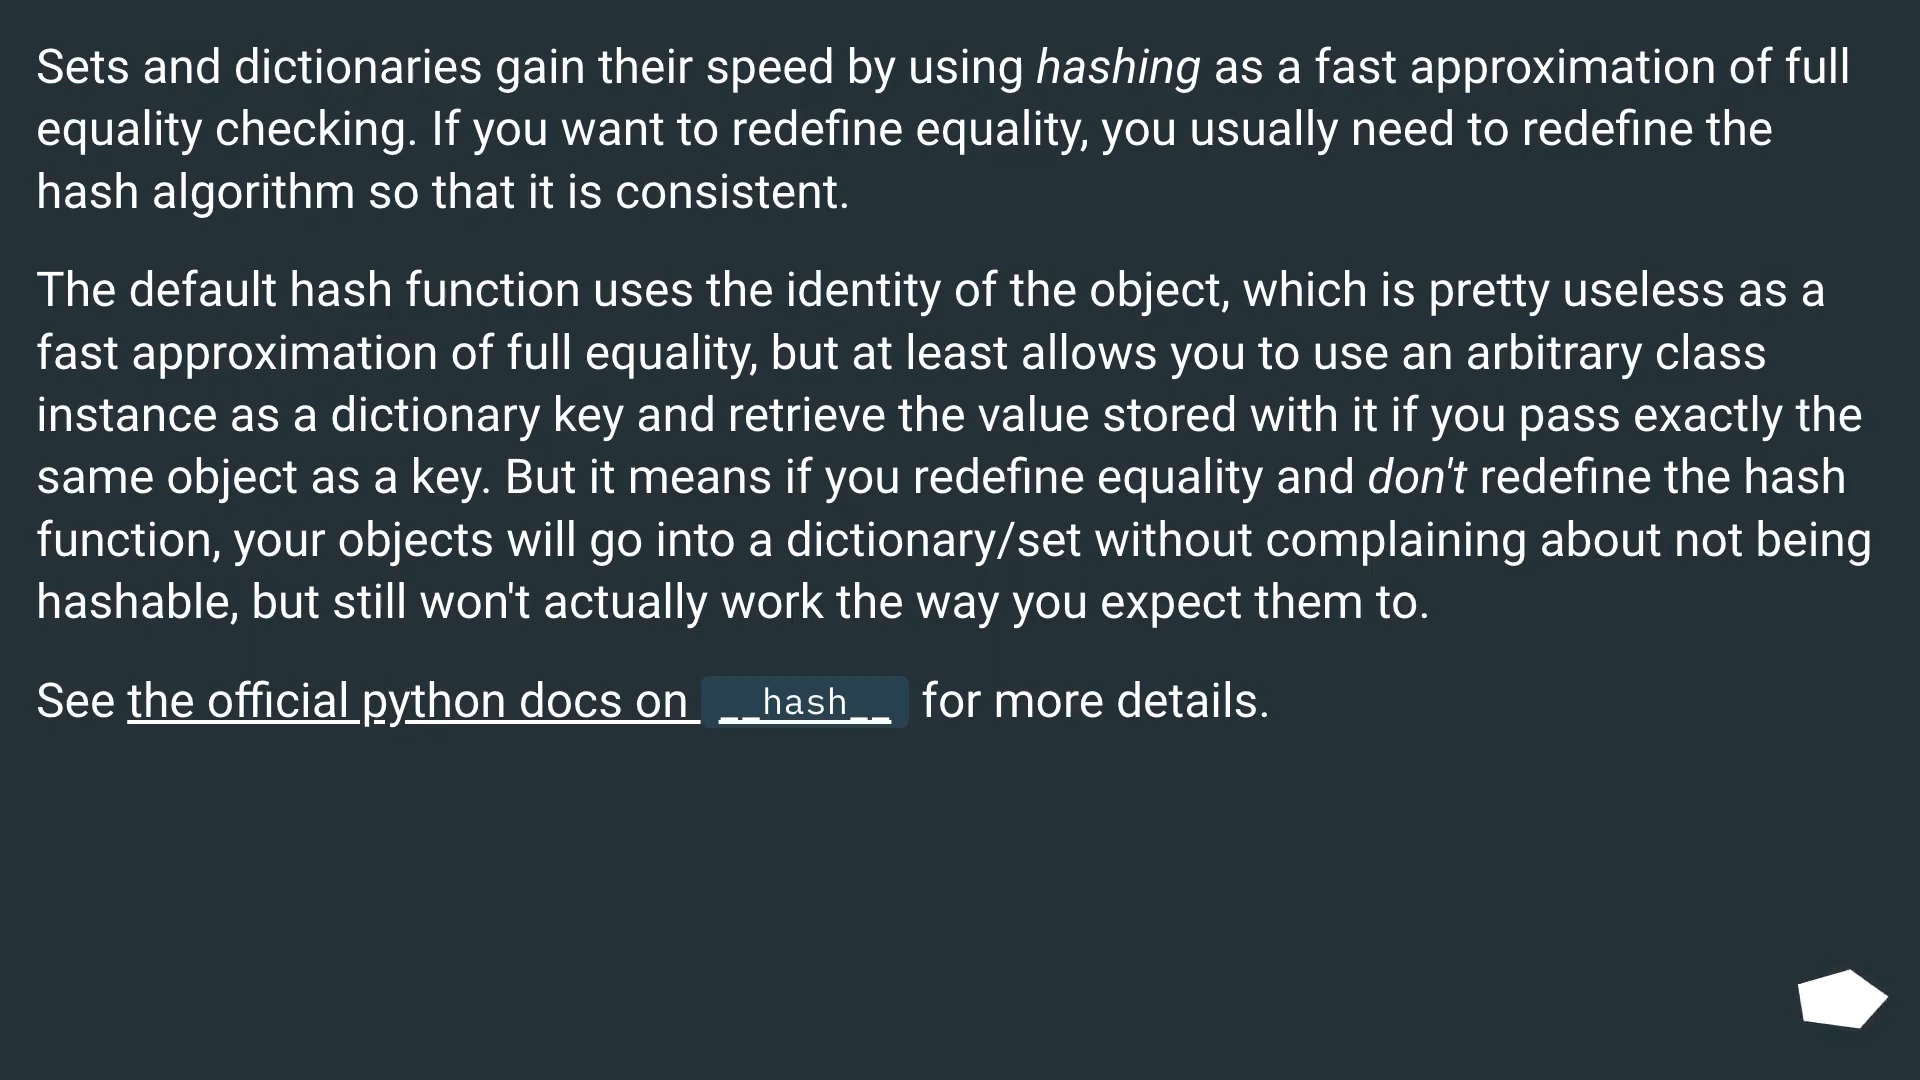 Sets and dictionaries gain their speed by using hashing as a fast approximation of full
equality checking. If you want to redefine equality, you usually need to redefine the
hash algorithm so that it is consistent.
The default hash function uses the identity of the object, which is pretty useless as a
fast approximation of full equality, but at least allows you to use an arbitrary class
instance as a dictionary key and retrieve the value stored with it if you pass exactly the
same object as a key. But it means if you redefine equality and don't redefine the hash
function, your objects will go into a dictionary/set without complaining about not being
hashable, but still won't actually work the way you expect them to.
See the official python docs on __hash__ for more details.